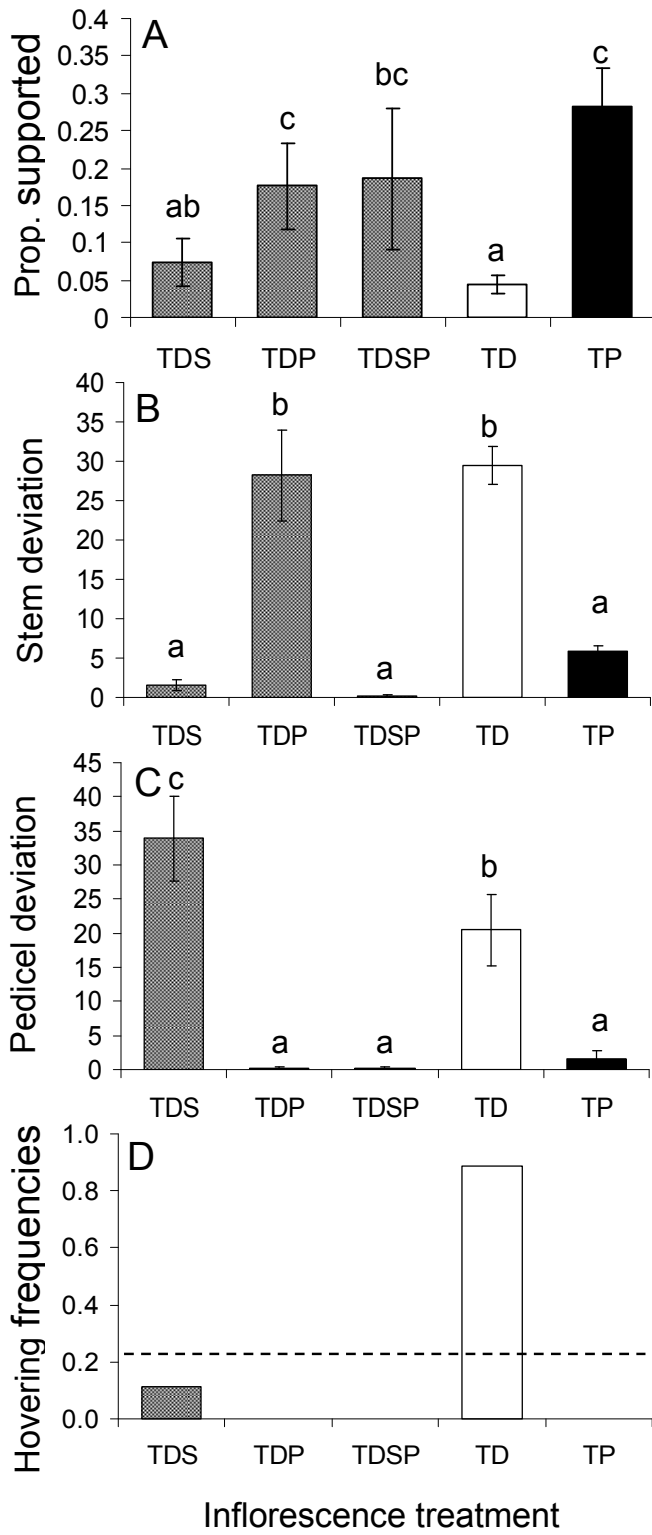 A
Prop. supported
0.4
0.35
0.3
0.25
0.2
0.15
0.1
0.05
0
ab
c
bc
a
c
TDS TDP TDSP TD TP
B
Stem deviation
40
35
30
25
20
15
10
5
0
a
b
a
b
a
TDS TDP TDSP TD TP
C
Pedicel deviation
45
40
35
30
25
20
15
10
5
0
c
a
a
b
a
TDS TDP TDSP TD TP
D
Hovering frequencies
1.0
0.8
0.6
0.4
0.2
0.0
TDS TDP TDSP TD TP
Inflorescence treatment